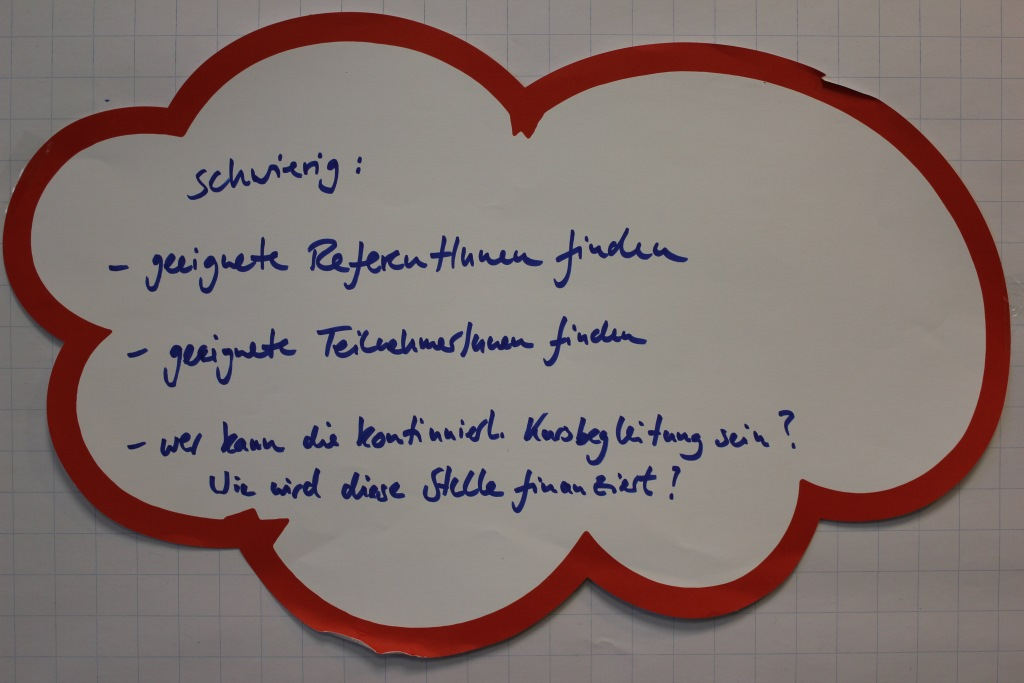 schwierig:
- geeignete ReferentInnen finden
- geeignete TeilnehmerInnen finden
- wer kann die kontinuierl. Kursbegleitung sein?
Wie wird diese Stelle finanziert?